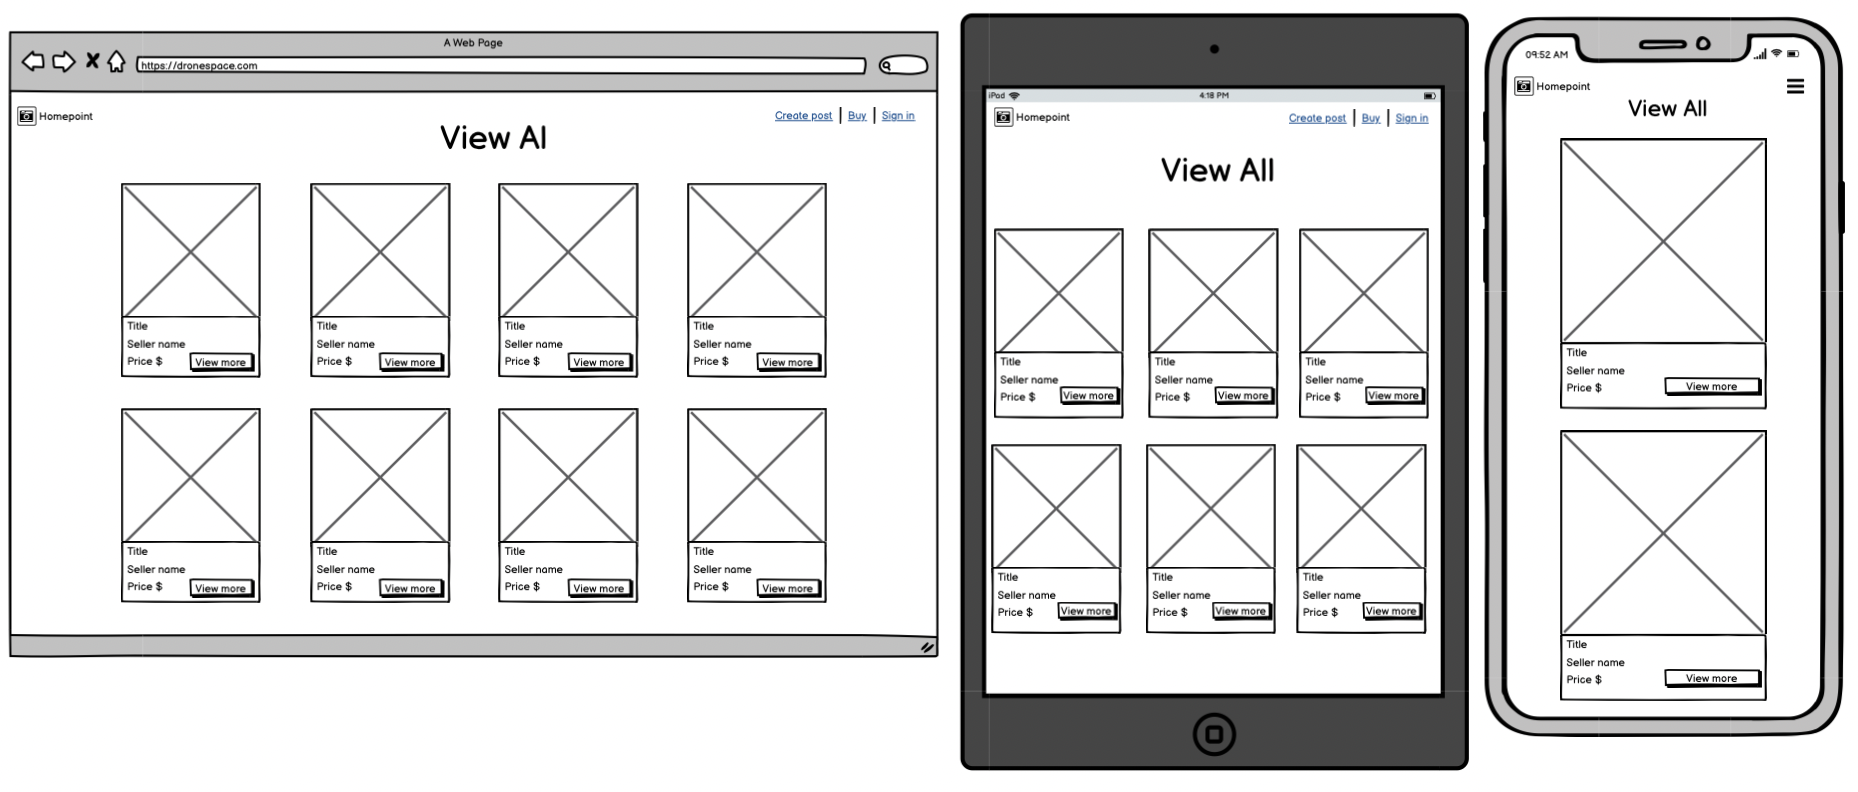 A Web Page
https://dronespace.com
Homepoint
Create post | Buy | Sign in
View Al
Title
Seller name
Price $ View more
Title
Seller name
Price $ View more
Title
Seller name
Price $ View more
Title
Seller name
Price $ View more
Title
Seller name
Price $ View more
Title
Seller name
Price $ View more
Title
Seller name
Price $ View more
Title
Seller name
Price $ View more
iPad 4:18 PM
Homepoint
Create post | Buy | Sign in
View All
Title
Seller name
Price $ View more
Title
Seller name
Price $ View more
Title
Seller name
Price $ View more
Title
Seller name
Price $ View more
Title
Seller name
Price $ View more
Title
Seller name
Price $ View more
09:52 AM
Homepoint
View All
Title
Seller name
Price $ View more
Title
Seller name
Price $ View more